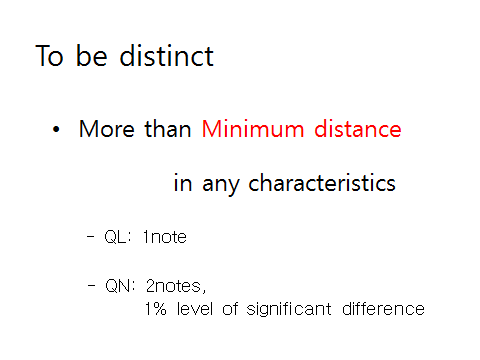 To be distinct
• More than Minimum distance
in any characteristics
- QL: 1note
- QN: 2notes,
1% level of significant difference